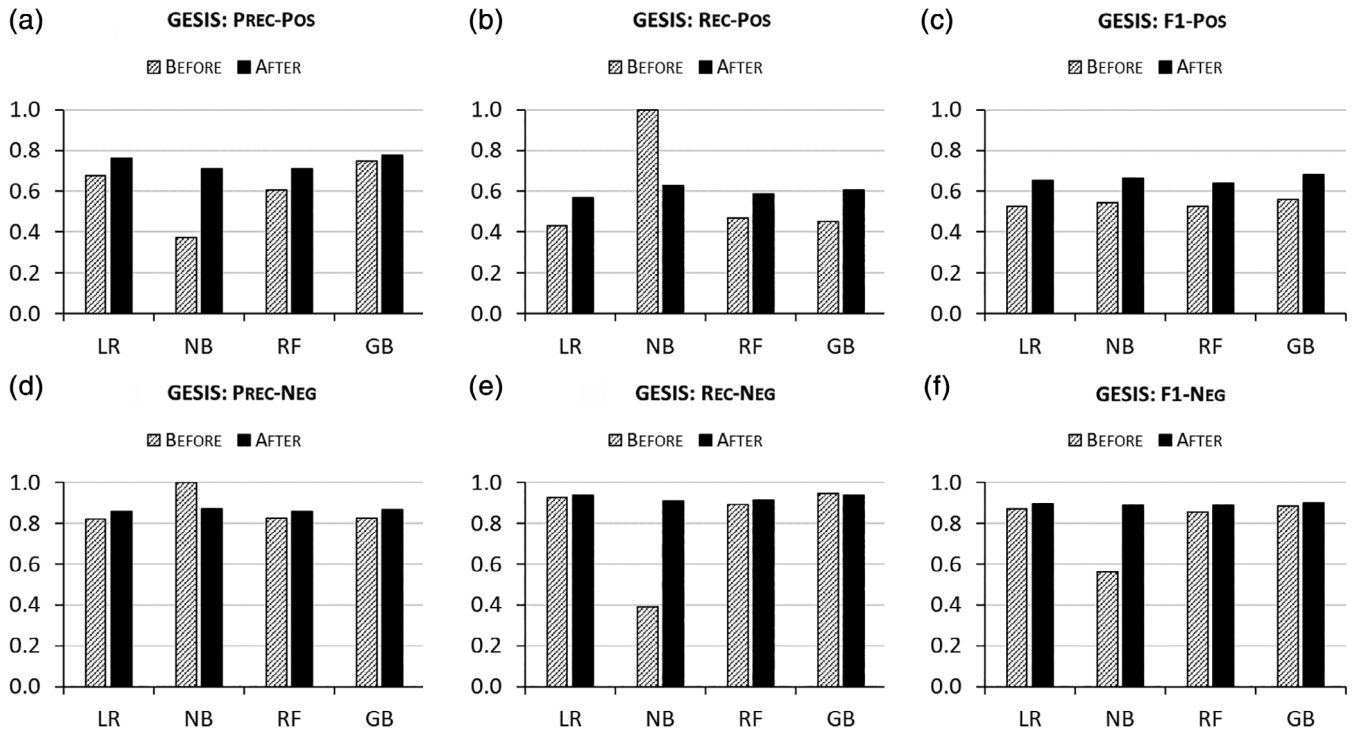 (a) GESIS: PREC-POS
BEFORE AFTER
1.0
0.8
0.6
0.4
0.2
0.0
LR NB RF GB
(b) GESIS: REC-POS
BEFORE AFTER
1.0
0.8
0.6
0.4
0.2
0.0
LR NB RF GB
(c) GESIS: F1-POS
BEFORE AFTER
1.0
0.8
0.6
0.4
0.2
0.0
LR NB RF GB
(d) GESIS: PREC-NEG
BEFORE AFTER
1.0
0.8
0.6
0.4
0.2
0.0
LR NB RF GB
(e) GESIS: REC-NEG
BEFORE AFTER
1.0
0.8
0.6
0.4
0.2
0.0
LR NB RF GB
(f) GESIS: F1-NEG
BEFORE AFTER
1.0
0.8
0.6
0.4
0.2
0.0
LR NB RF GB